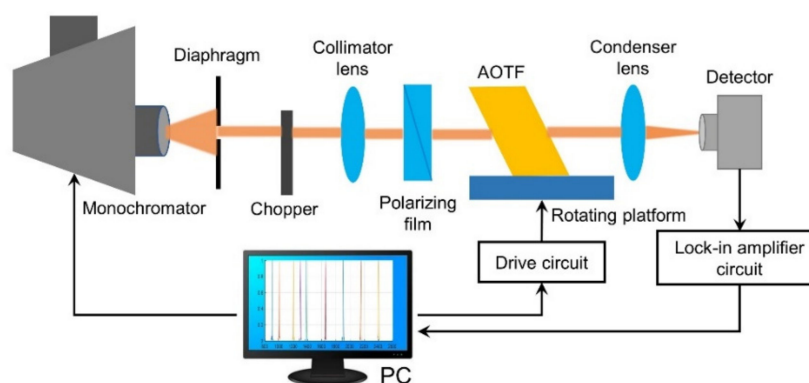 Diaphragm
Collimator
lens
AOTF
Condenser
lens
Detector
Monochromator
Chopper
Polarizing
film
Rotating platform
Drive circuit
Lock-in amplifier
circuit
PC